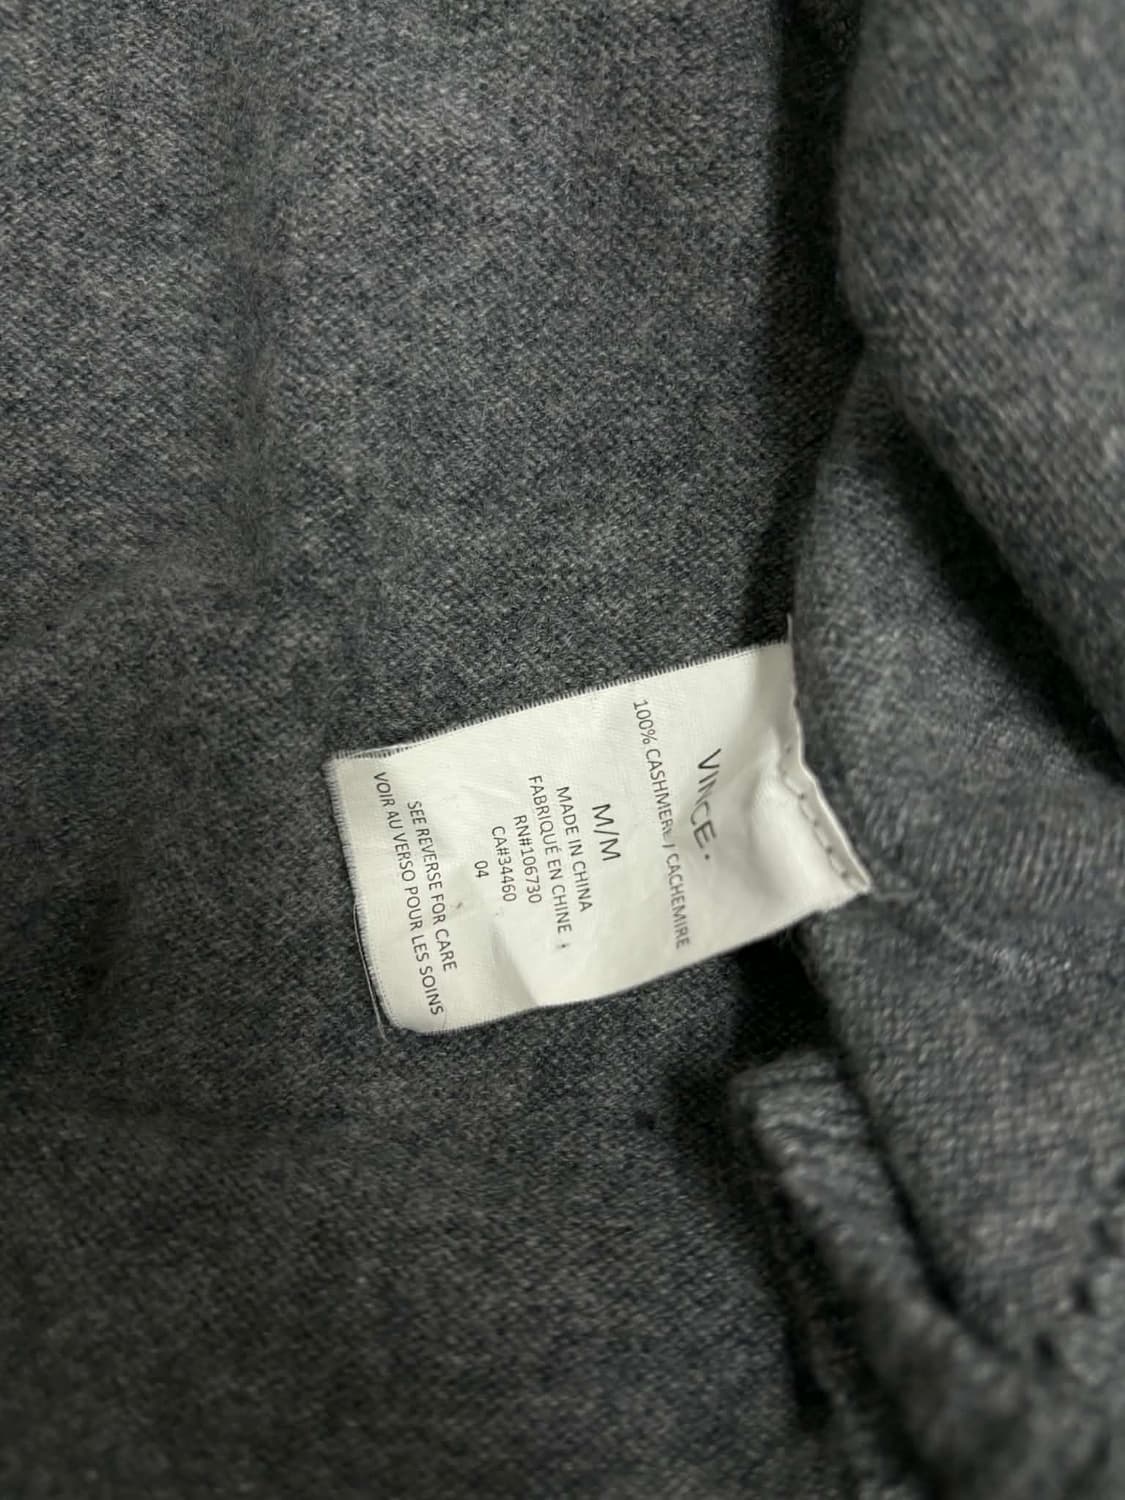 VINCE.
100% CASHMERE / CACHEMIRE
M/M
MADE IN CHINA
FABRIQUÉ EN CHINE
RN#106730
CA#34460
04
SEE REVERSE FOR CARE
VOIR AU VERSO POUR LES SOINS